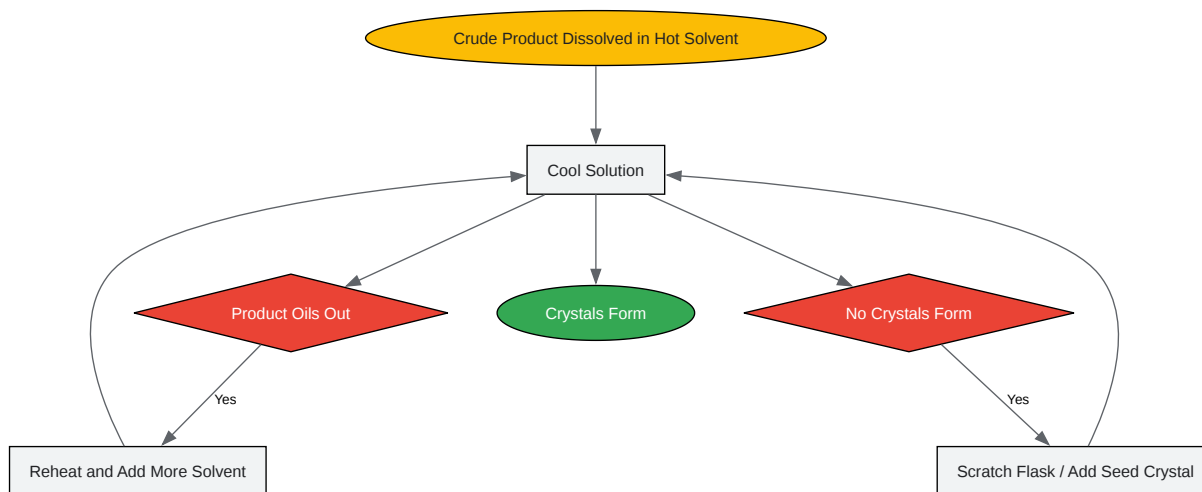 Crude Product Dissolved in Hot Solvent
Cool Solution
Product Oils Out
Crystals Form
No Crystals Form
Yes
Yes
Reheat and Add More Solvent
Scratch Flask / Add Seed Crystal